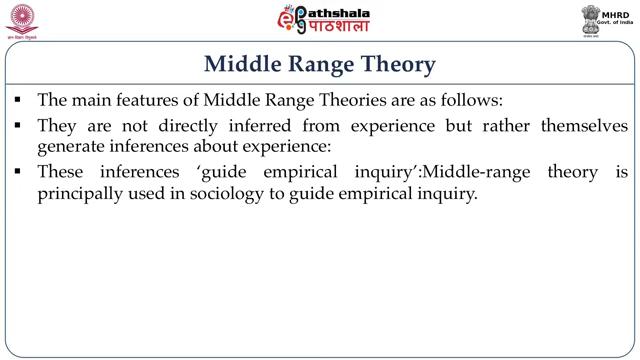 ePathshala
पाठशाला
MHRD
Govt. of India
Middle Range Theory
▪ The main features of Middle Range Theories are as follows:
▪ They are not directly inferred from experience but rather themselves
generate inferences about experience:
▪ These inferences ‘guide empirical inquiry’:Middle-range theory is
principally used in sociology to guide empirical inquiry.